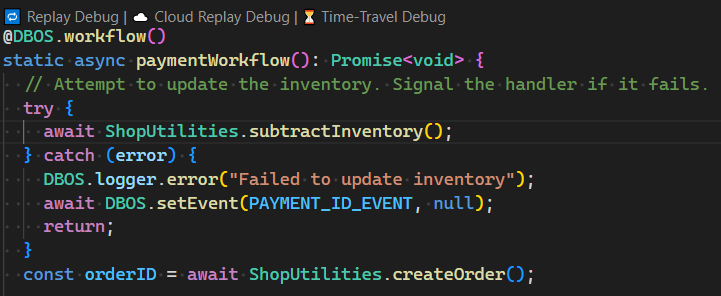 Replay Debug | Cloud Replay Debug | Time-Travel Debug
@DBOS.workflow()
static async paymentWorkflow(): Promise<void> {
  // Attempt to update the inventory. Signal the handler if it fails.
  try {
    await ShopUtilities.subtractInventory();
  } catch (error) {
    DBOS.logger.error("Failed to update inventory");
    await DBOS.setEvent(PAYMENT_ID_EVENT, null);
    return;
  }
  const orderID = await ShopUtilities.createOrder();